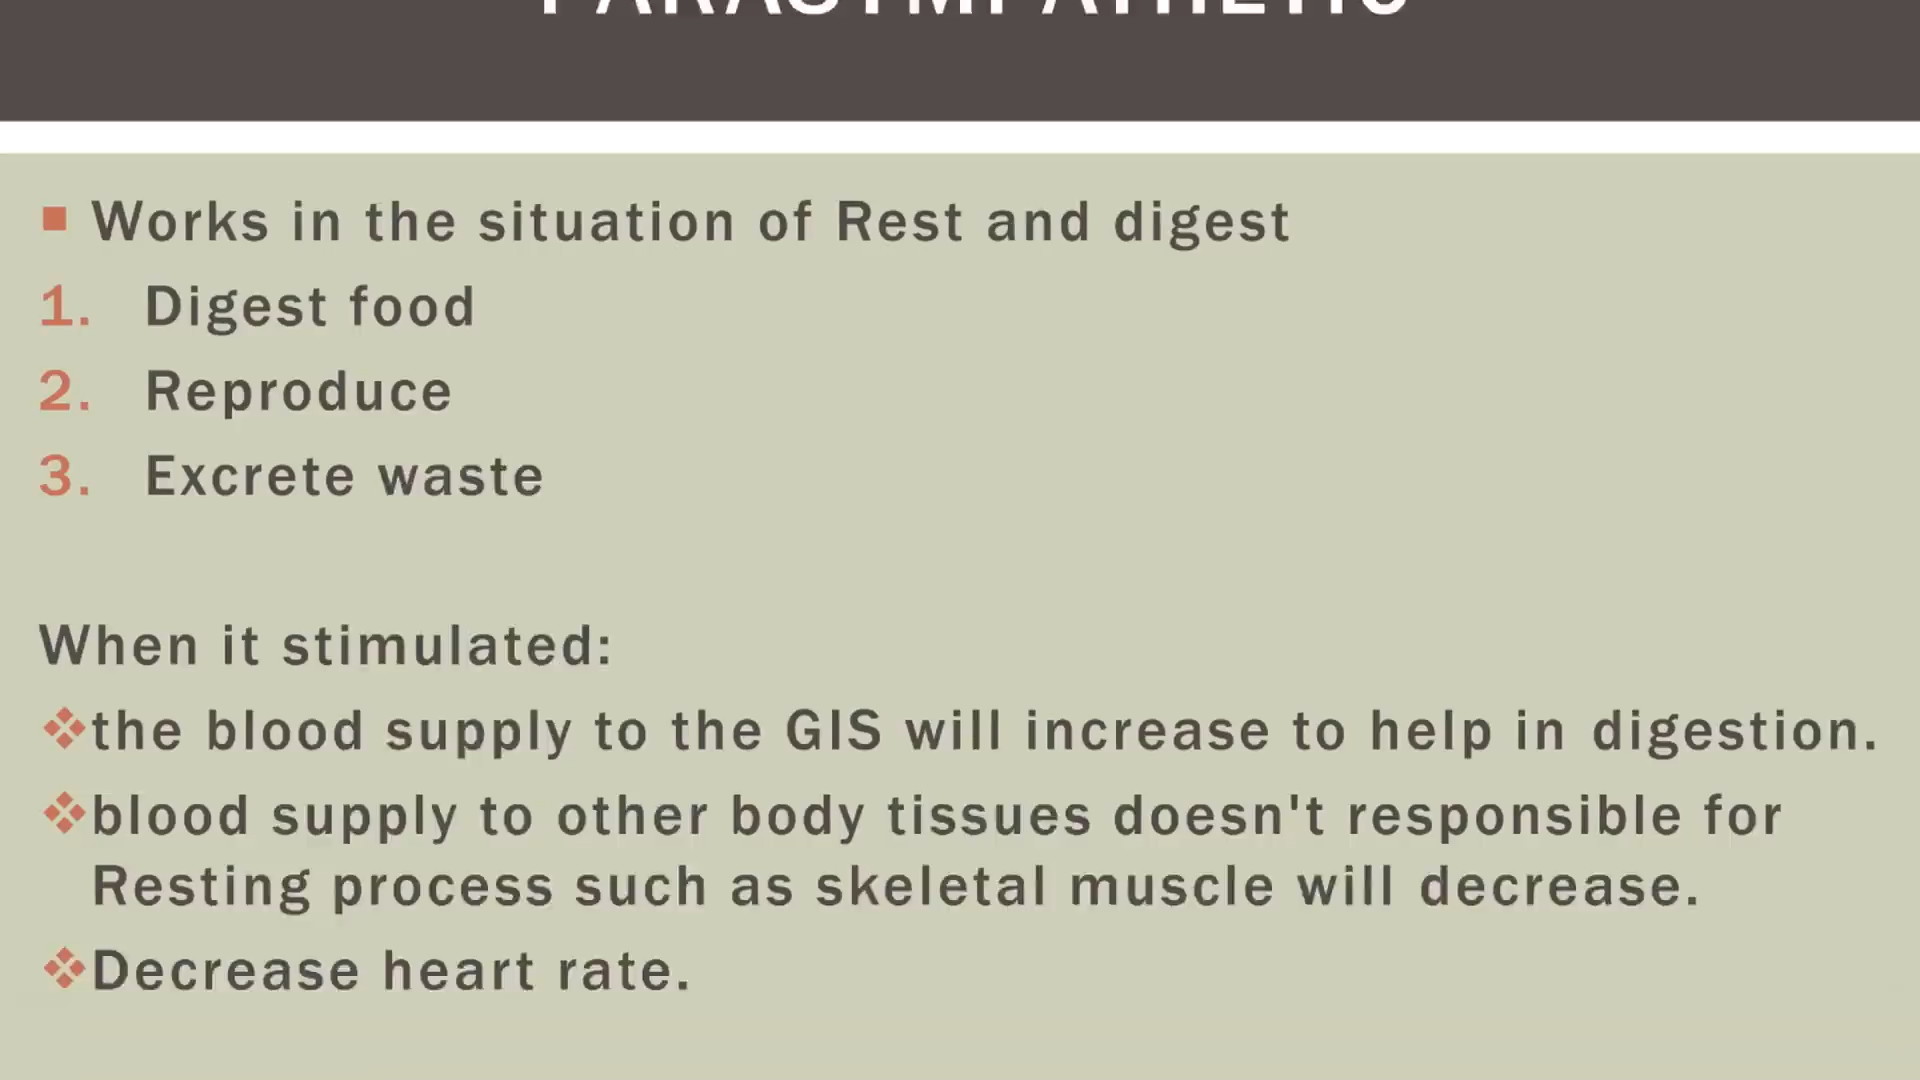 PARASYMPATHETIC
Works in the situation of Rest and digest
1. Digest food
2. Reproduce
3. Excrete waste
When it stimulated:
the blood supply to the GIS will increase to help in digestion.
blood supply to other body tissues doesn't responsible for
Resting process such as skeletal muscle will decrease.
Decrease heart rate.